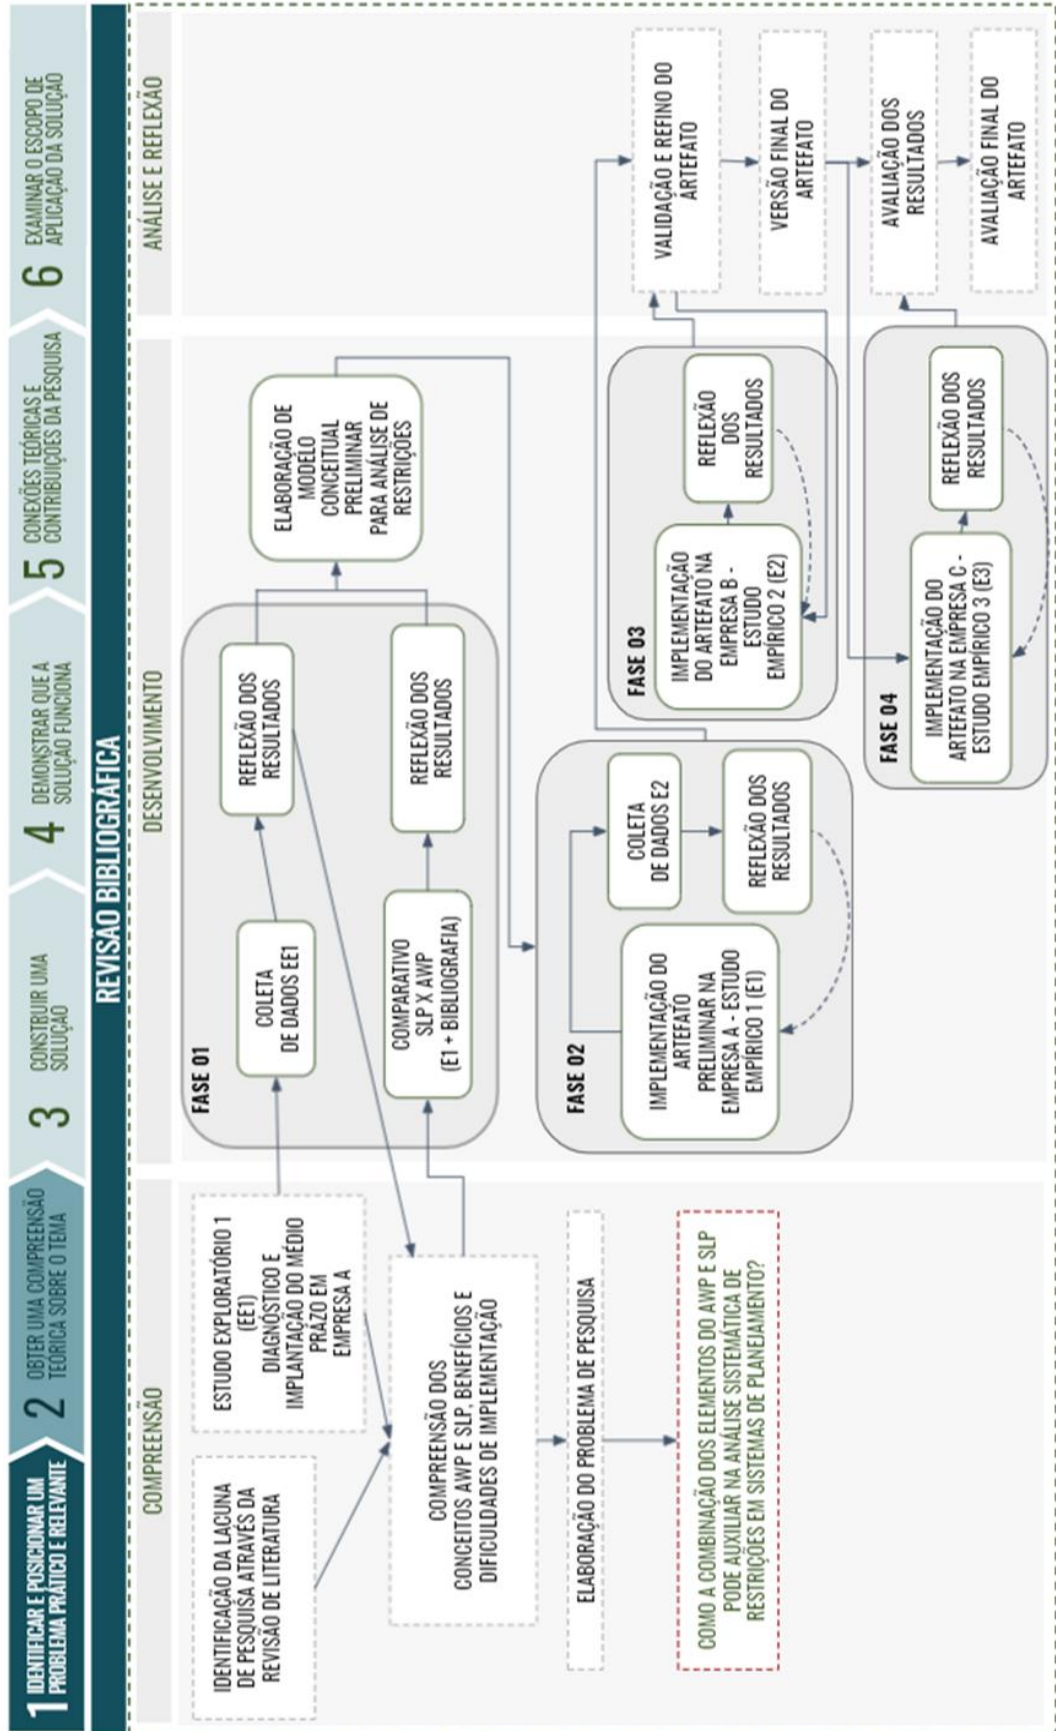 1 IDENTIFICAR E POSICIONAR UM
PROBLEMA PRÁTICO E RELEVANTE
2 OBTER UMA COMPREENSÃO
TEÓRICA SOBRE O TEMA
3 CONSTRUIR UMA
SOLUÇÃO
4 DEMONSTRAR QUE A
SOLUÇÃO FUNCIONA
5 CONEXÕES TEÓRICAS E
CONTRIBUIÇÕES DA PESQUISA
6 EXAMINAR O ESCOPO DE
APLICAÇÃO DA SOLUÇÃO
REVISÃO BIBLIOGRÁFICA
COMPREENSÃO
IDENTIFICAÇÃO DA LACUNA
DE PESQUISA ATRAVÉS DA
REVISÃO DE LITERATURA
ESTUDO EXPLORATÓRIO 1
(EE1)
DIAGNÓSTICO E
IMPLANTAÇÃO DO MÉDIO
PRAZO EM
EMPRESA A
COMPREENSÃO DOS
CONCEITOS AWP E SLP, BENEFÍCIOS E
DIFICULDADES DE IMPLEMENTAÇÃO
ELABORAÇÃO DO PROBLEMA DE PESQUISA
COMO A COMBINAÇÃO DOS ELEMENTOS DO AWP E SLP
PODE AUXILIAR NA ANÁLISE SISTEMÁTICA DE
RESTRIÇÕES EM SISTEMAS DE PLANEJAMENTO?
DESENVOLVIMENTO
FASE 01
COLETA
DE DADOS EE1
REFLEXÃO DOS
RESULTADOS
COMPARATIVO
SLP X AWP
(E1 + BIBLIOGRAFIA)
REFLEXÃO DOS
RESULTADOS
ELABORAÇÃO DE
MODELO
CONCEITUAL
PRELIMINAR
PARA ANÁLISE DE
RESTRIÇÕES
FASE 02
IMPLEMENTAÇÃO DO
ARTEFATO
PRELIMINAR NA
EMPRESA A - ESTUDO
EMPÍRICO 1 (E1)
COLETA
DE DADOS E2
REFLEXÃO DOS
RESULTADOS
FASE 03
IMPLEMENTAÇÃO
DO ARTEFATO NA
EMPRESA B -
ESTUDO
EMPÍRICO 2 (E2)
REFLEXÃO
DOS
RESULTADOS
FASE 04
IMPLEMENTAÇÃO DO
ARTEFATO NA EMPRESA C -
ESTUDO EMPÍRICO 3 (E3)
REFLEXÃO DOS
RESULTADOS
ANÁLISE E REFLEXÃO
VALIDAÇÃO E REFINO DO
ARTEFATO
VERSÃO FINAL DO
ARTEFATO
AVALIAÇÃO DOS
RESULTADOS
AVALIAÇÃO FINAL DO
ARTEFATO